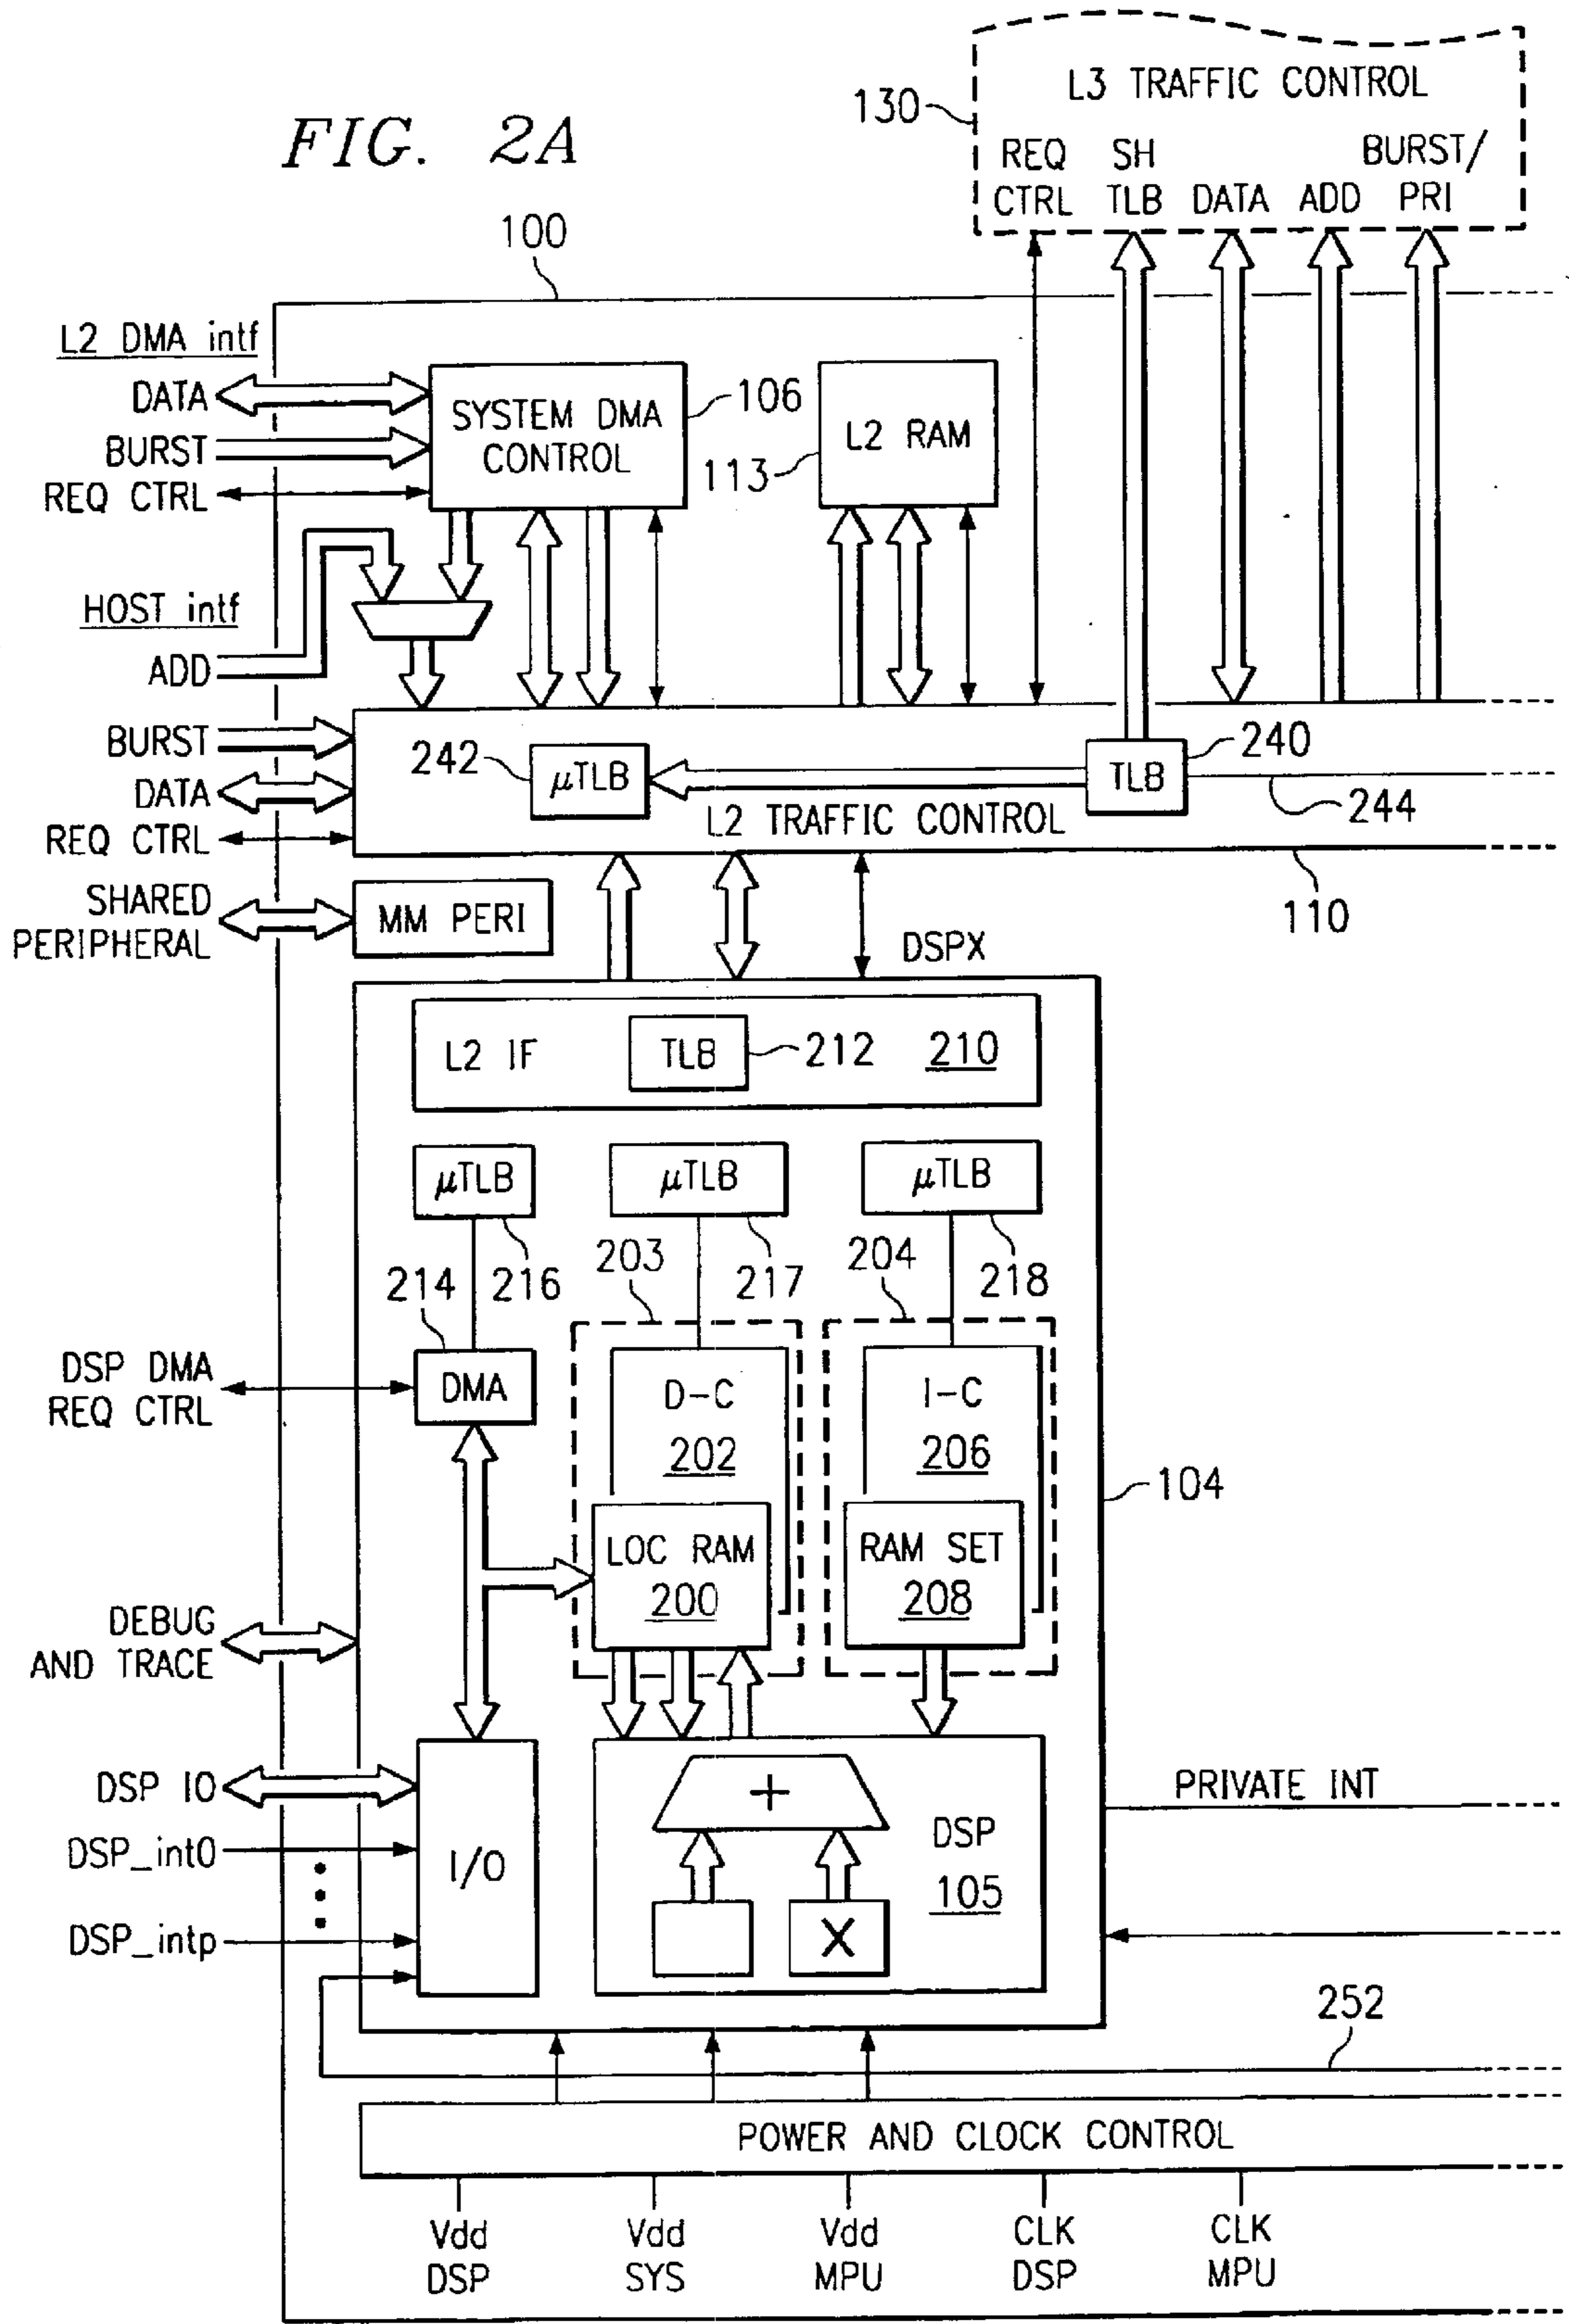 FIG. 2A
L3 TRAFFIC CONTROL
130
REQ CTRL
SH TLB
DATA
ADD
BURST/ PRI
100
L2 DMA intf
DATA
BURST
REQ CTRL
SYSTEM DMA
CONTROL
106
L2 RAM
113
HOST intf
ADD
BURST
DATA
REQ CTRL
242
μTLB
TLB
240
244
L2 TRAFFIC CONTROL
110
SHARED
PERIPHERAL
MM PERI
DSPX
L2 IF
TLB
212
210
μTLB
μTLB
μTLB
216
203
217
204
218
214
DSP DMA
REQ CTRL
DMA
D-C
202
I-C
206
104
LOC RAM
200
RAM SET
208
DEBUG
AND TRACE
DSP IO
DSP_int0
DSP_intp
I/O
+
X
DSP
105
PRIVATE INT
252
POWER AND CLOCK CONTROL
Vdd
DSP
Vdd
SYS
Vdd
MPU
CLK
DSP
CLK
MPU